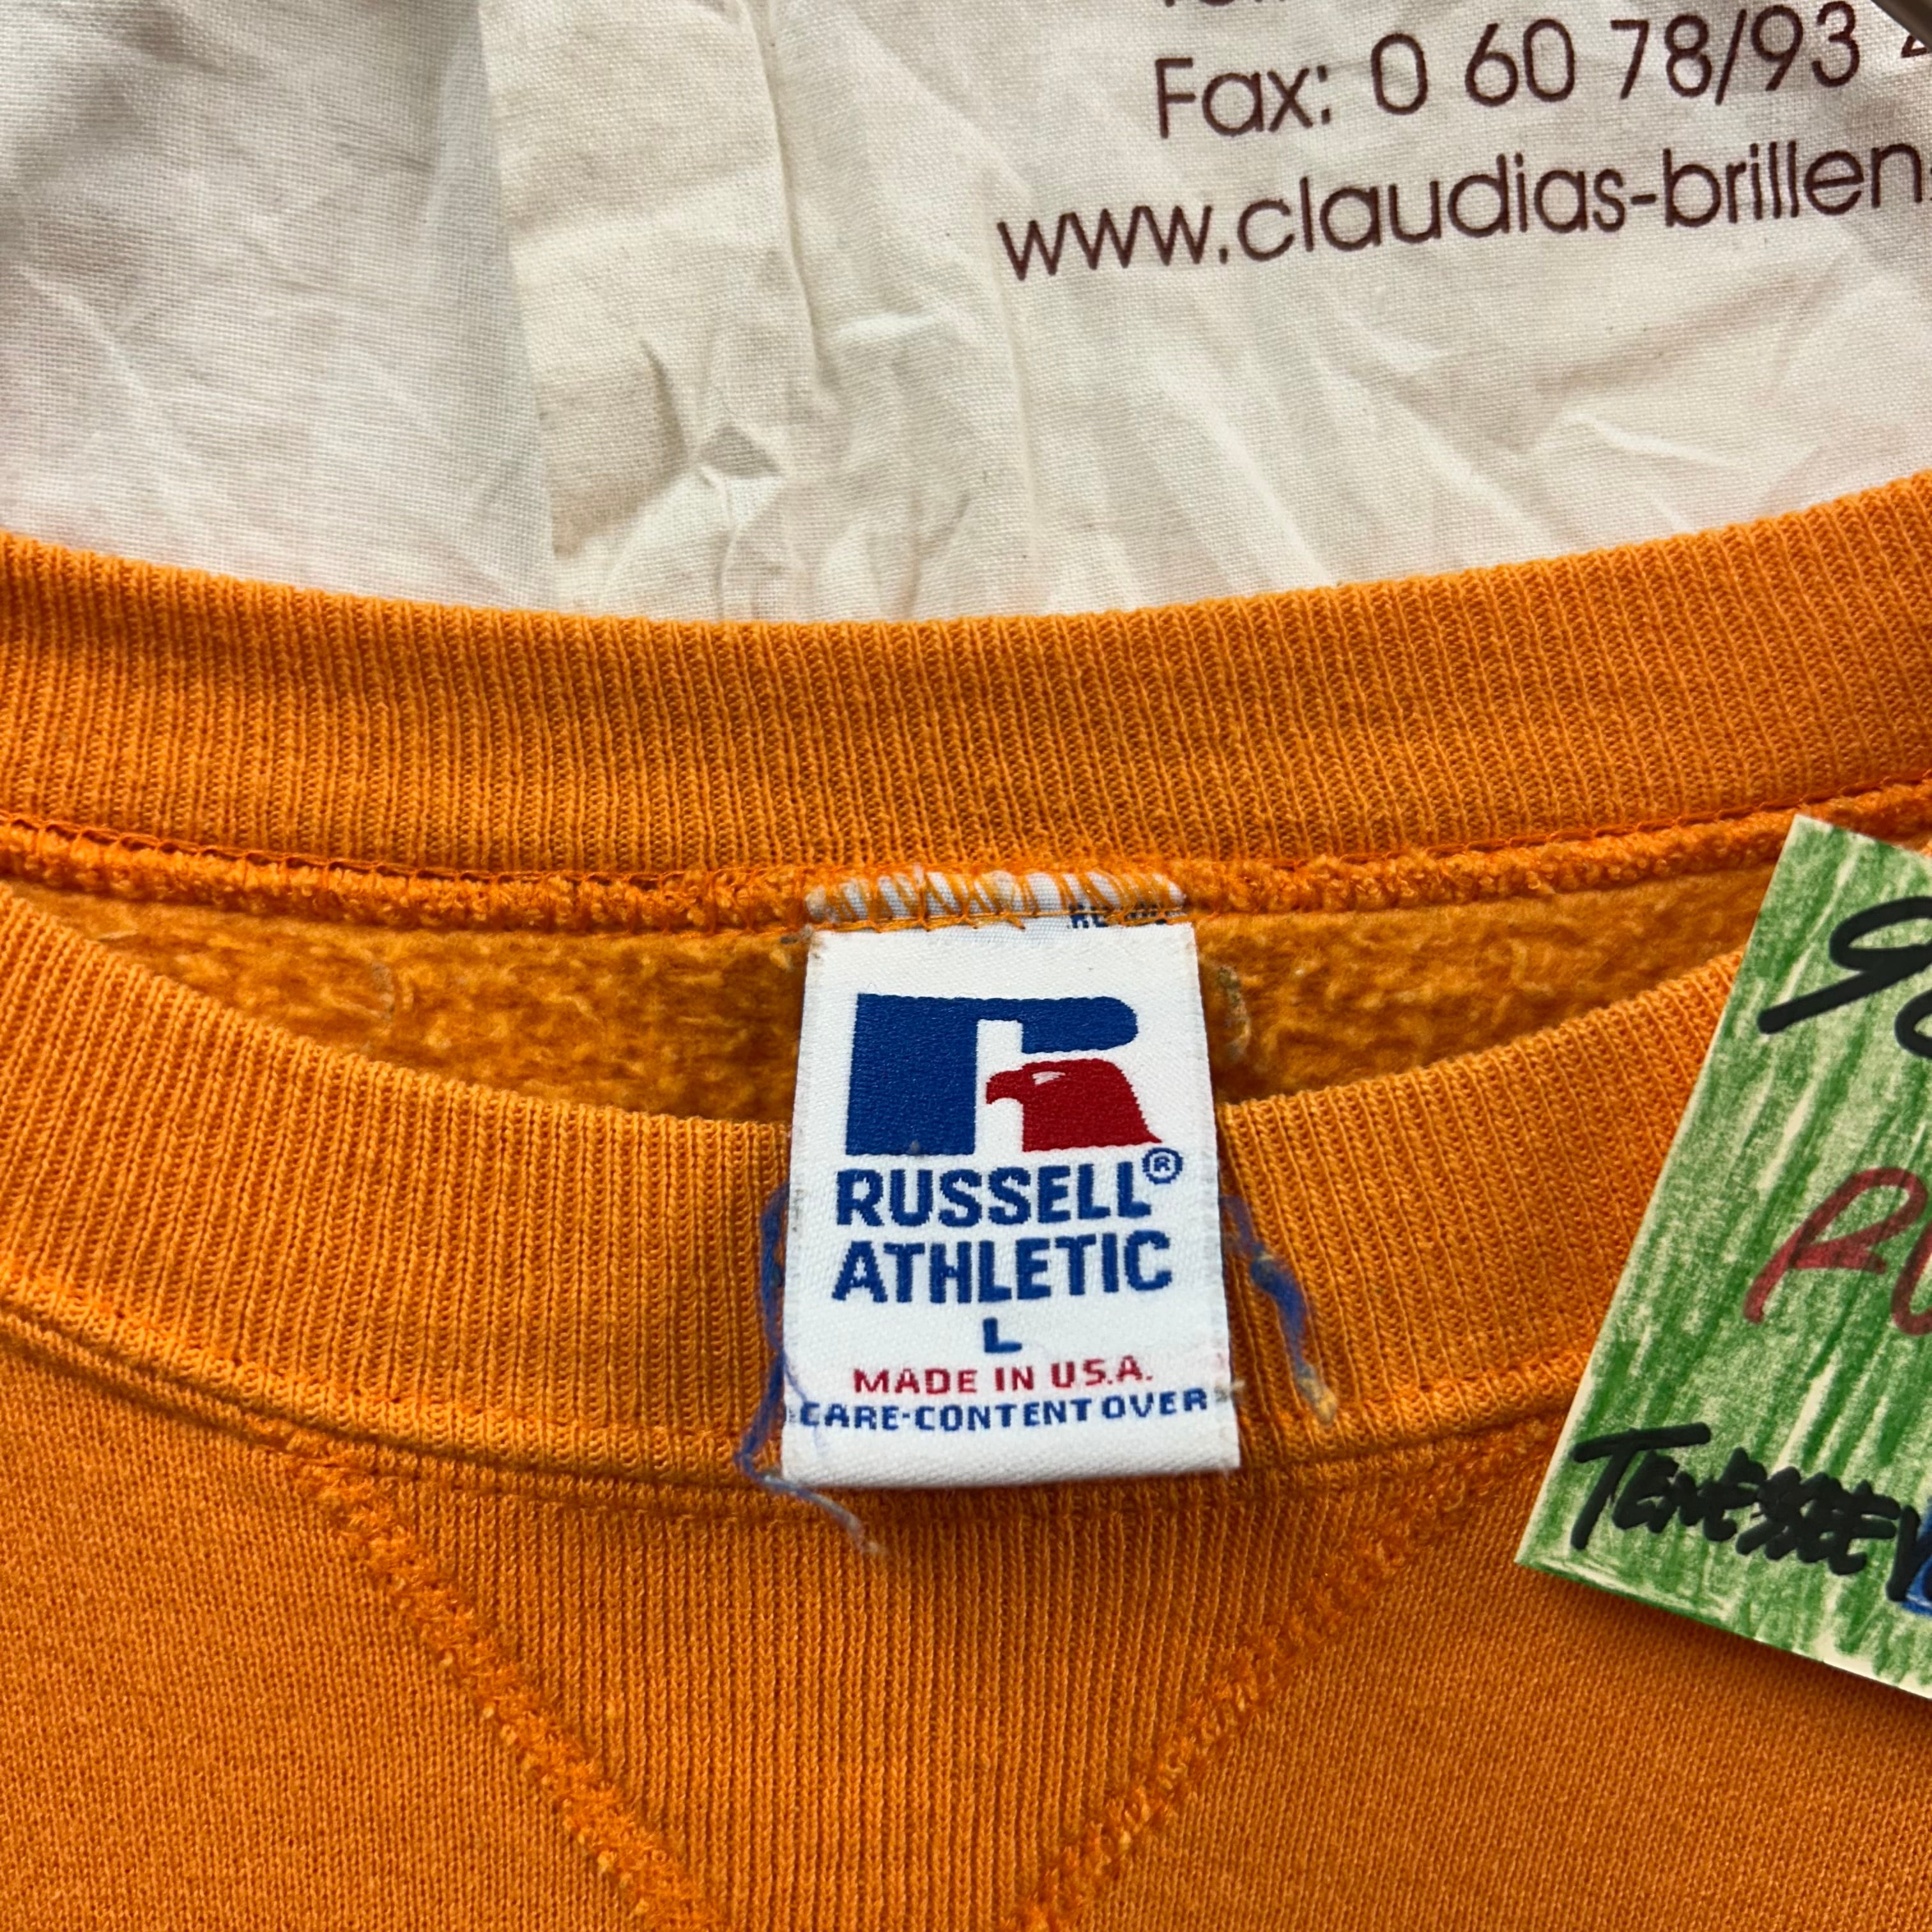 Fax: 0 60 78/93
www.claudias-brillen-
RUSSELL®
ATHLETIC
L
MADE IN U.S.A.
CARE-CONTENT OVER